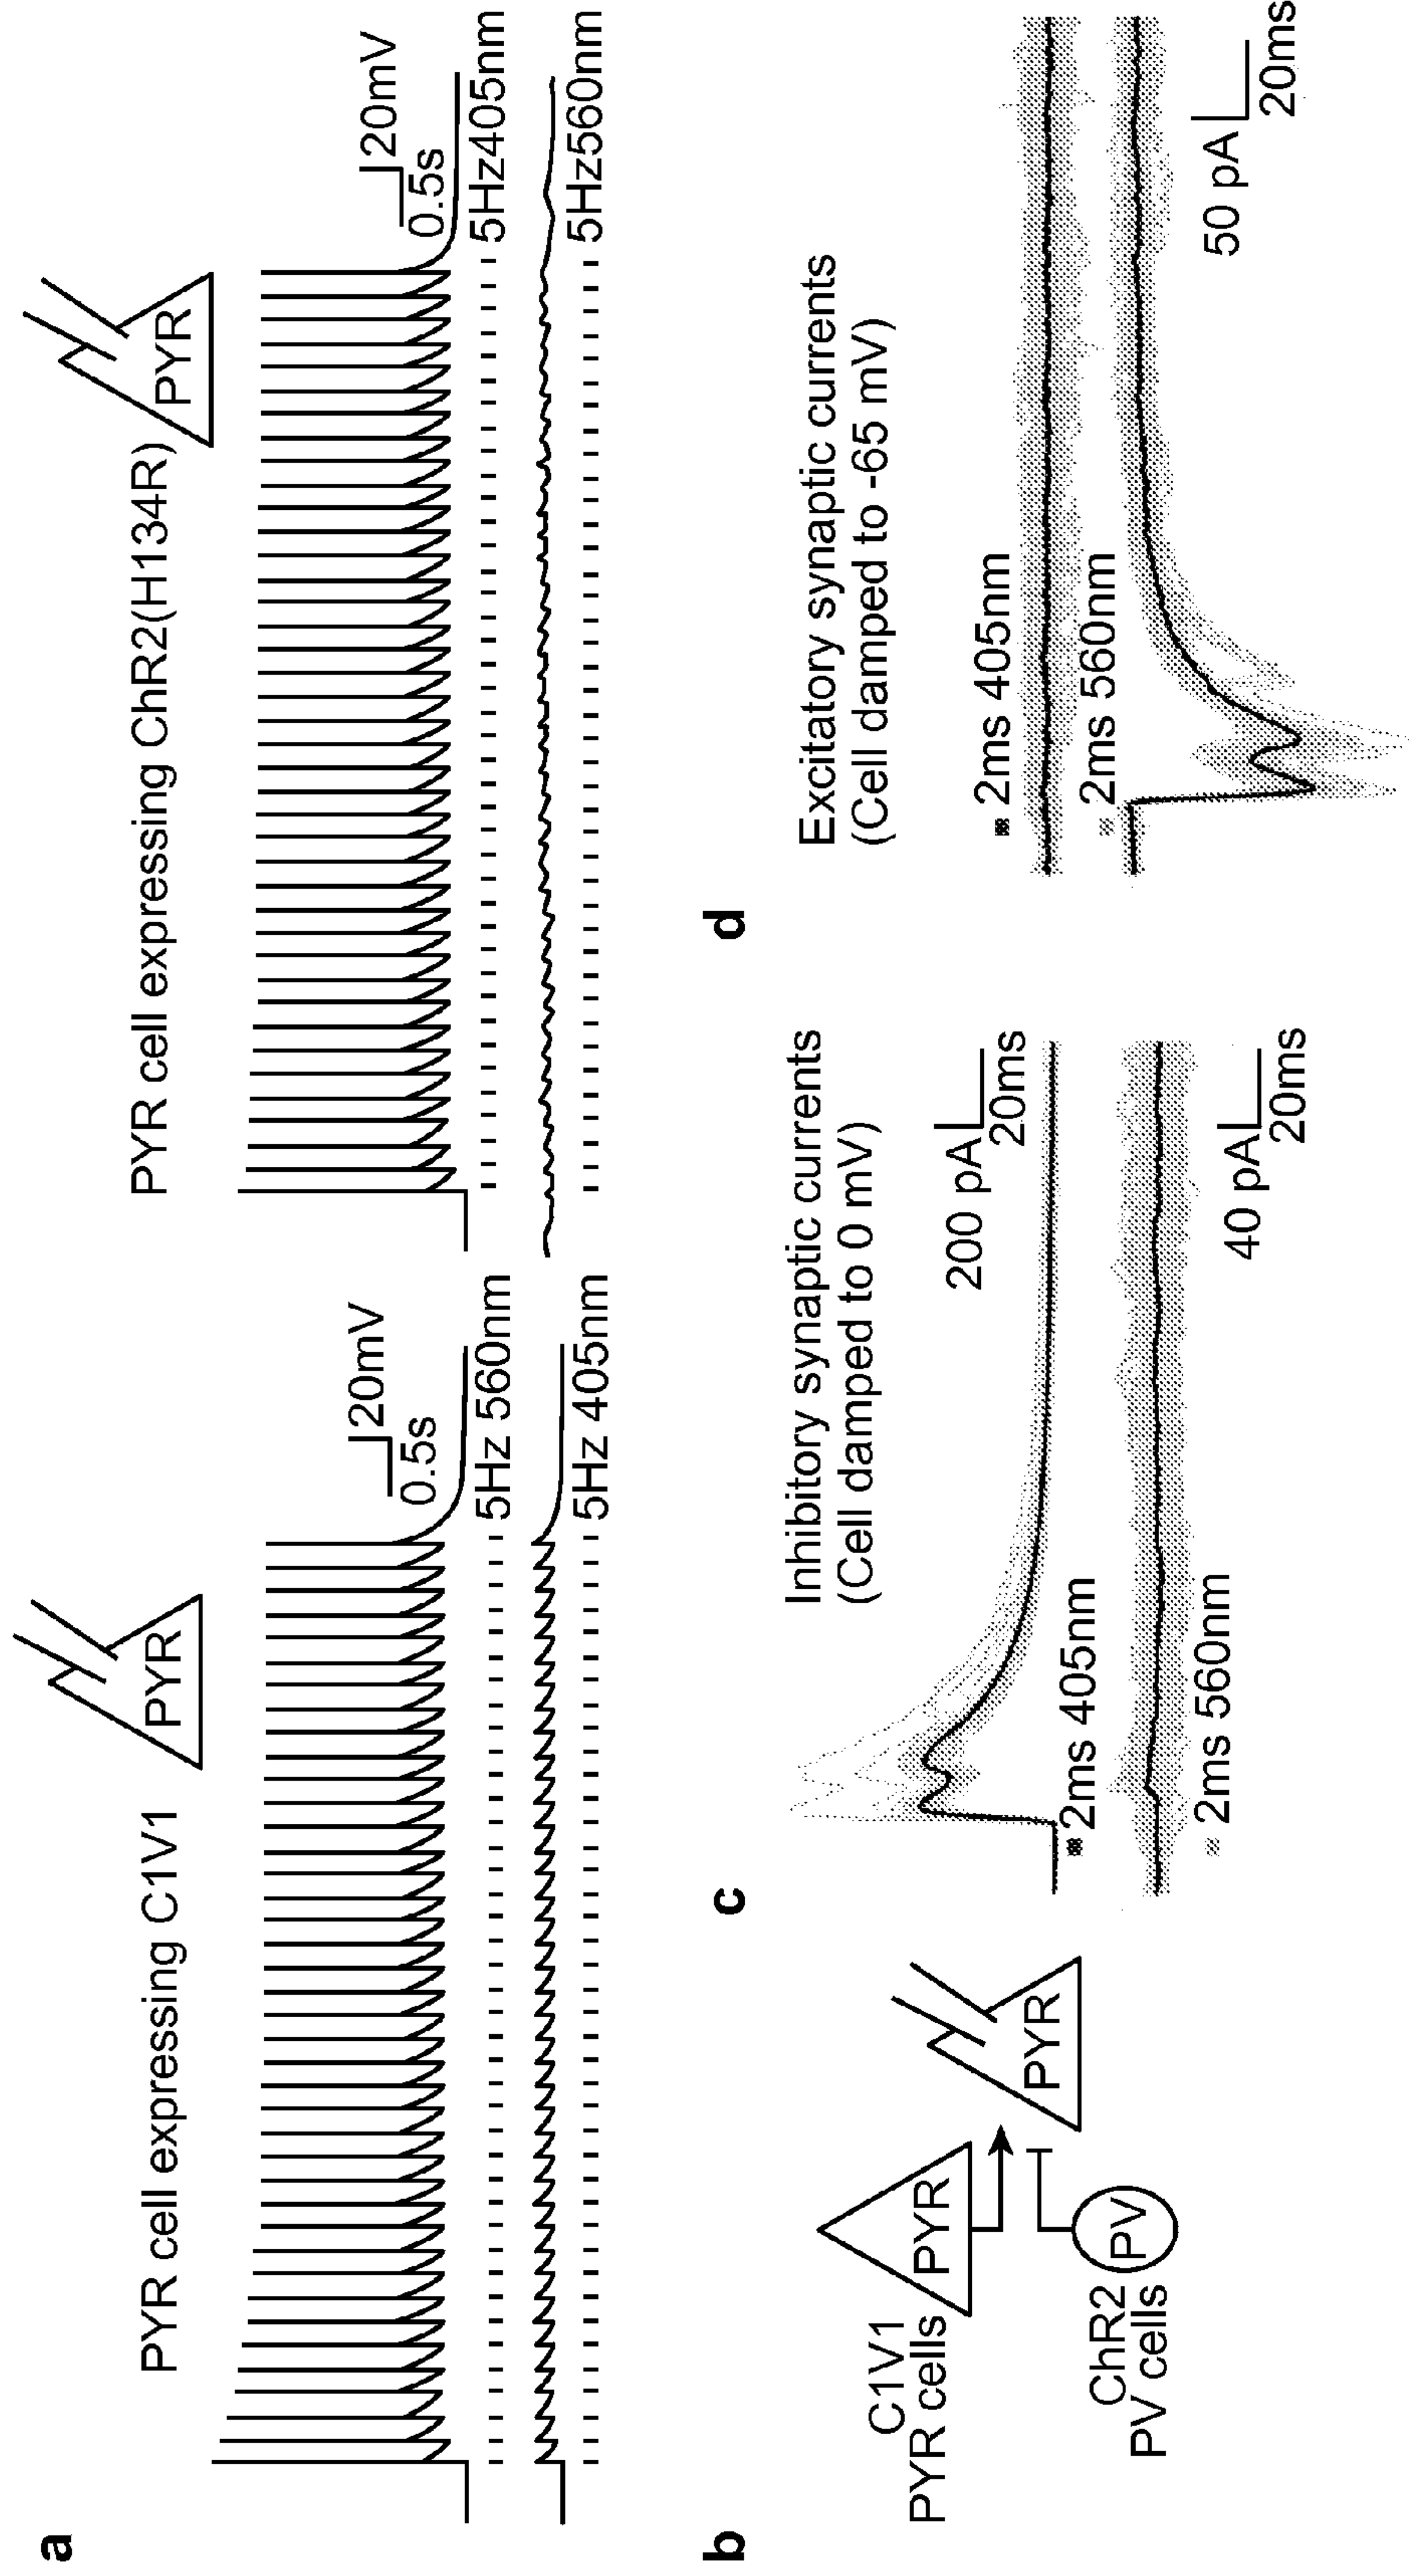 a
PYR cell expressing C1V1
PYR
20mV
0.5s
5Hz 560nm
5Hz 405nm
PYR cell expressing ChR2(H134R)
PYR
20mV
0.5s
5Hz405nm
5Hz560nm
b
C1V1
PYR cells
PYR
ChR2
PV cells
PV
PYR
c
Inhibitory synaptic currents
(Cell damped to 0 mV)
200 pA
20ms
2ms 405nm
40 pA
20ms
2ms 560nm
d
Excitatory synaptic currents
(Cell damped to -65 mV)
2ms 405nm
2ms 560nm
50 pA
20ms